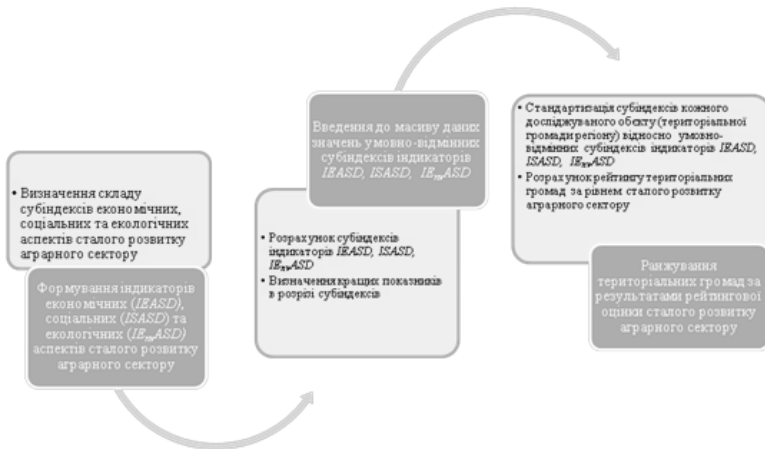 • Визначення складу
субіндексів економічних,
соціальних та екологічних
аспектів сталого розвитку
аграрного сектору
Формування індикаторів
економічних (IEASD),
соціальних (ISASD) та
екологічних (IEnvASD)
аспектів сталого розвитку
аграрного сектору
Введення до масиву даних
значень умовно-відмінних
субіндексів індикаторів
IEASD, ISASD, IEnvASD
• Розрахунок субіндексів
індикаторів IEASD, ISASD,
IEnvASD
• Визначення кращих показників
в розрізі субіндексів
• Стандартизація субіндексів кожного
досліджуваного об'єкту (територіальної
громади регіону) відносно умовно-
відмінних субіндексів індикаторів IEASD,
ISASD, IEnvASD
• Розрахунок рейтингу територіальних
громад за рівнем сталого розвитку
аграрного сектору
Ранжування
територіальних громад за
результатами рейтингової
оцінки сталого розвитку
аграрного сектору